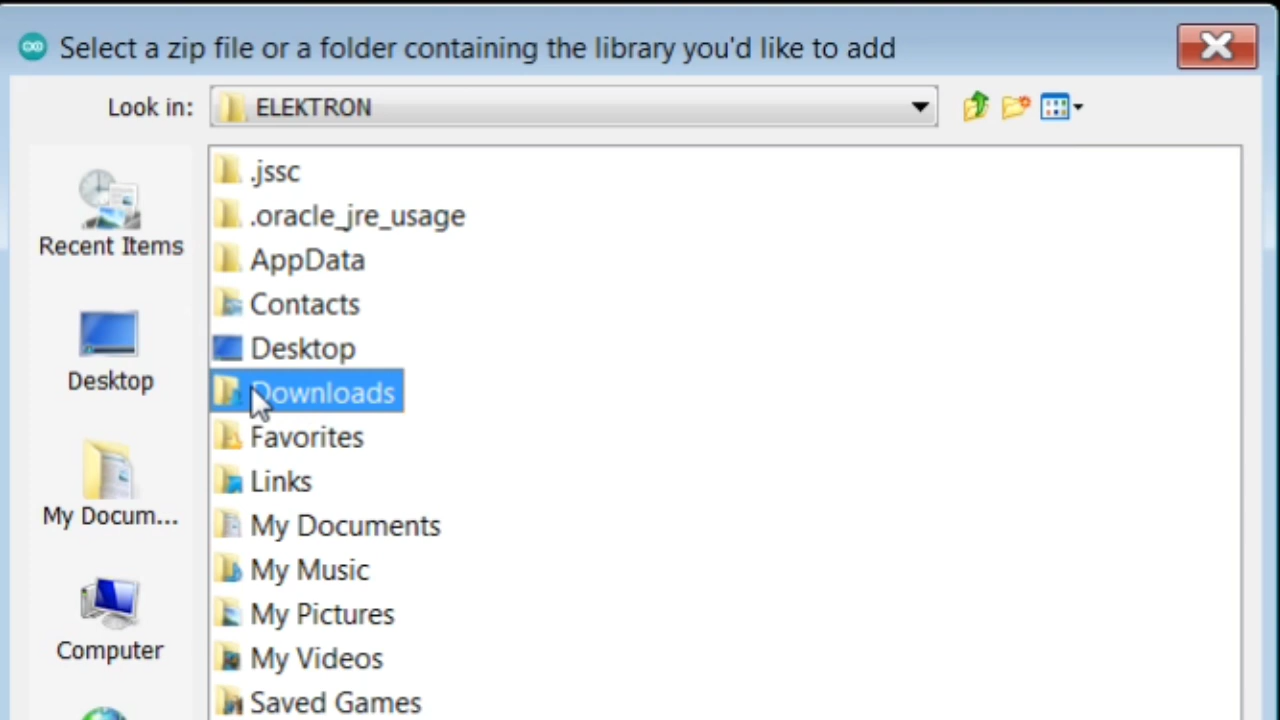 Select a zip file or a folder containing the library you'd like to add
Look in: ELEKTRON
Recent Items
Desktop
My Docum...
Computer
.jssc
.oracle_jre_usage
AppData
Contacts
Desktop
Downloads
Favorites
Links
My Documents
My Music
My Pictures
My Videos
Saved Games